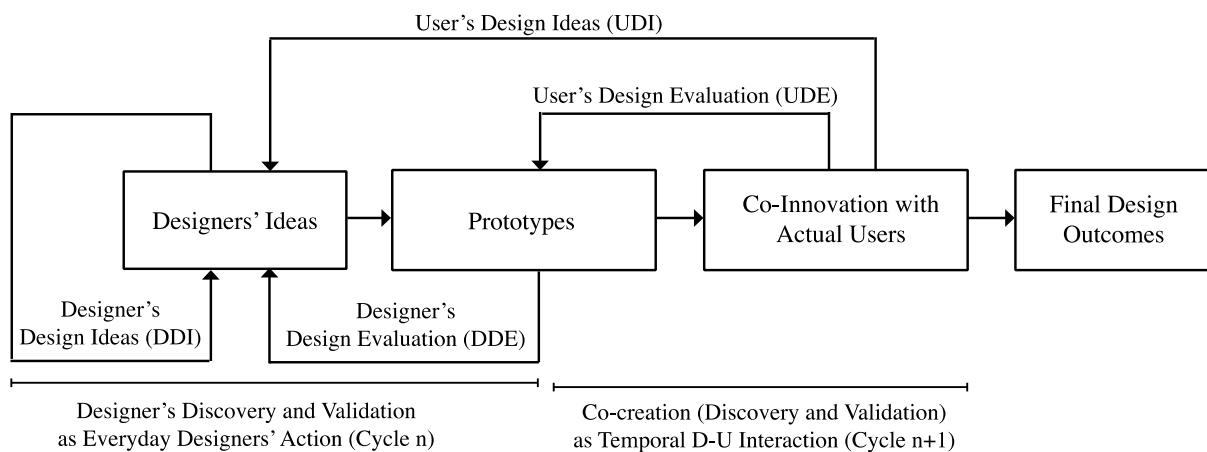 User’s Design Ideas (UDI)
User’s Design Evaluation (UDE)
Designers’ Ideas
Prototypes
Co-Innovation with
Actual Users
Final Design
Outcomes
Designer’s
Design Ideas (DDI)
Designer’s
Design Evaluation (DDE)
Designer’s Discovery and Validation
as Everyday Designers’ Action (Cycle n)
Co-creation (Discovery and Validation)
as Temporal D-U Interaction (Cycle n+1)